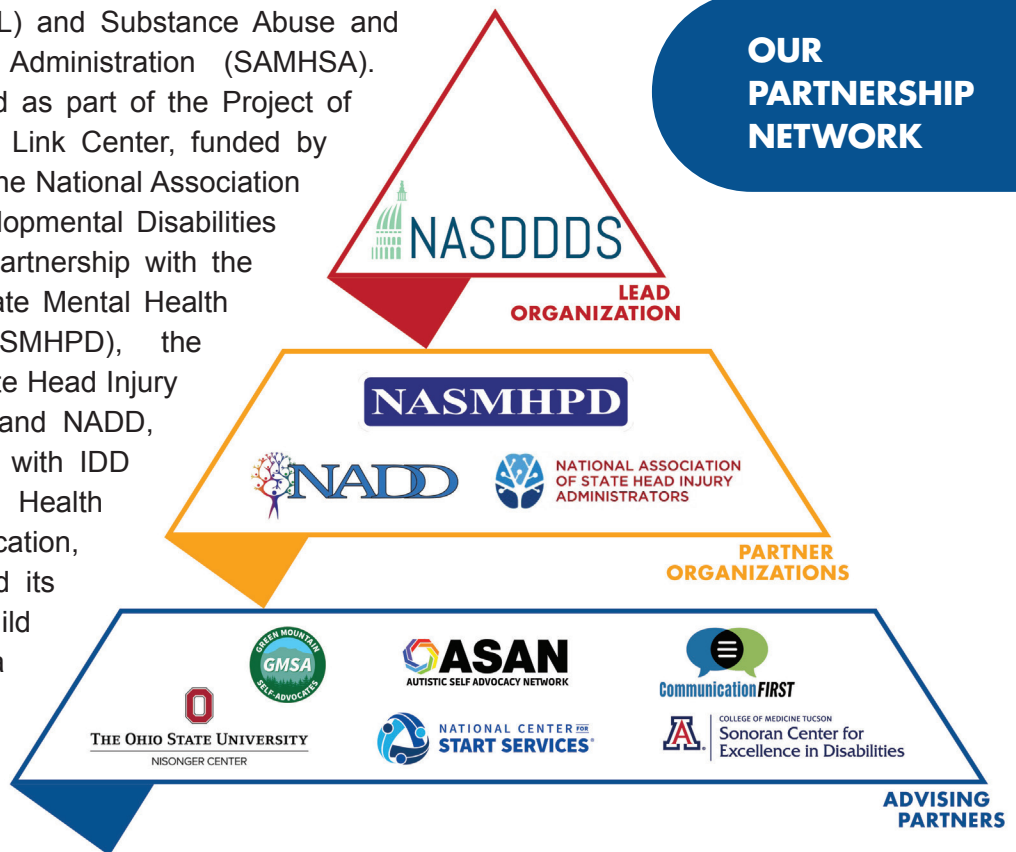 L) and Substance Abuse and
Administration (SAMHSA).
as part of the Project of
Link Center, funded by
he National Association
lopmental Disabilities
artnership with the
ate Mental Health
SMHPD), the
te Head Injury
and NADD,
with IDD
Health
cation,
d its
ild
a
OUR
PARTNERSHIP
NETWORK
NASDDDS
LEAD
ORGANIZATION
NASMHPD
NADD
NATIONAL ASSOCIATION
OF STATE HEAD INJURY
ADMINISTRATORS
PARTNER
ORGANIZATIONS
GREEN MOUNTAIN
GMSA
SELF-ADVOCATES
ASAN
AUTISTIC SELF ADVOCACY NETWORK
CommunicationFIRST
THE OHIO STATE UNIVERSITY
NISONGER CENTER
NATIONAL CENTER FOR
START SERVICES®
A
COLLEGE OF MEDICINE TUCSON
Sonoran Center for
Excellence in Disabilities
ADVISING
PARTNERS